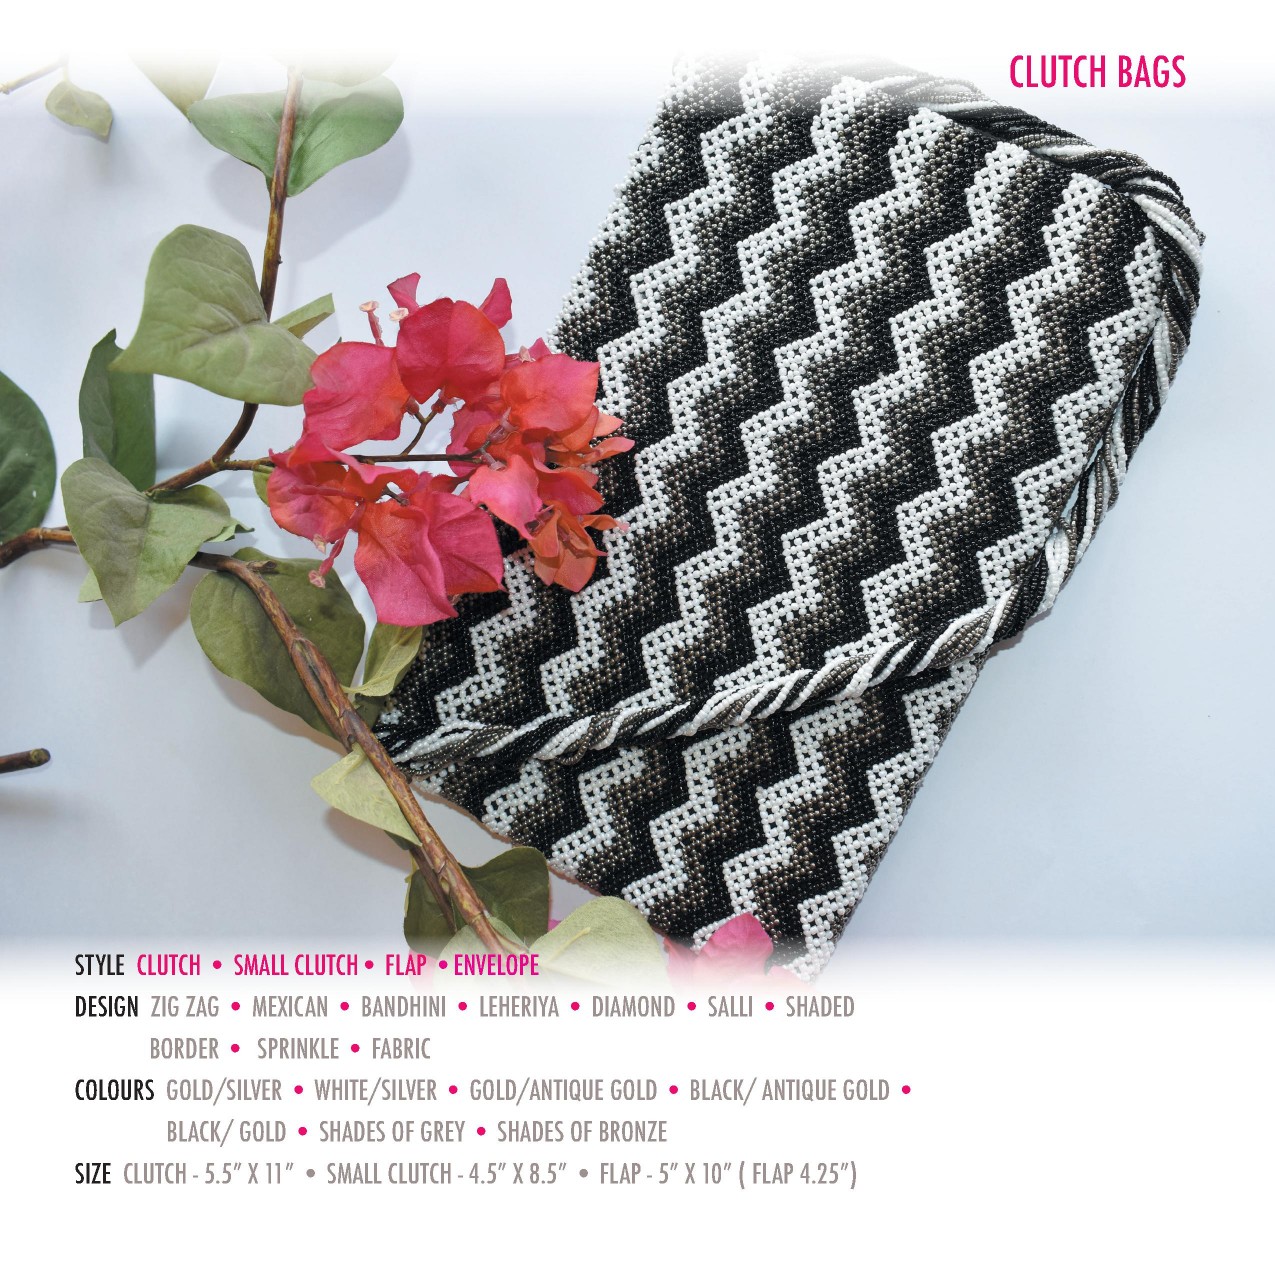 CLUTCH BAGS
STYLE CLUTCH • SMALL CLUTCH • FLAP • ENVELOPE
DESIGN ZIG ZAG • MEXICAN • BANDHINI • LEHERIYA • DIAMOND • SALLI • SHADED
BORDER • SPRINKLE • FABRIC
COLOURS GOLD/SILVER • WHITE/SILVER • GOLD/ANTIQUE GOLD • BLACK/ ANTIQUE GOLD •
BLACK/ GOLD • SHADES OF GREY • SHADES OF BRONZE
SIZE CLUTCH - 5.5” X 11” • SMALL CLUTCH - 4.5” X 8.5” • FLAP - 5” X 10” ( FLAP 4.25”)